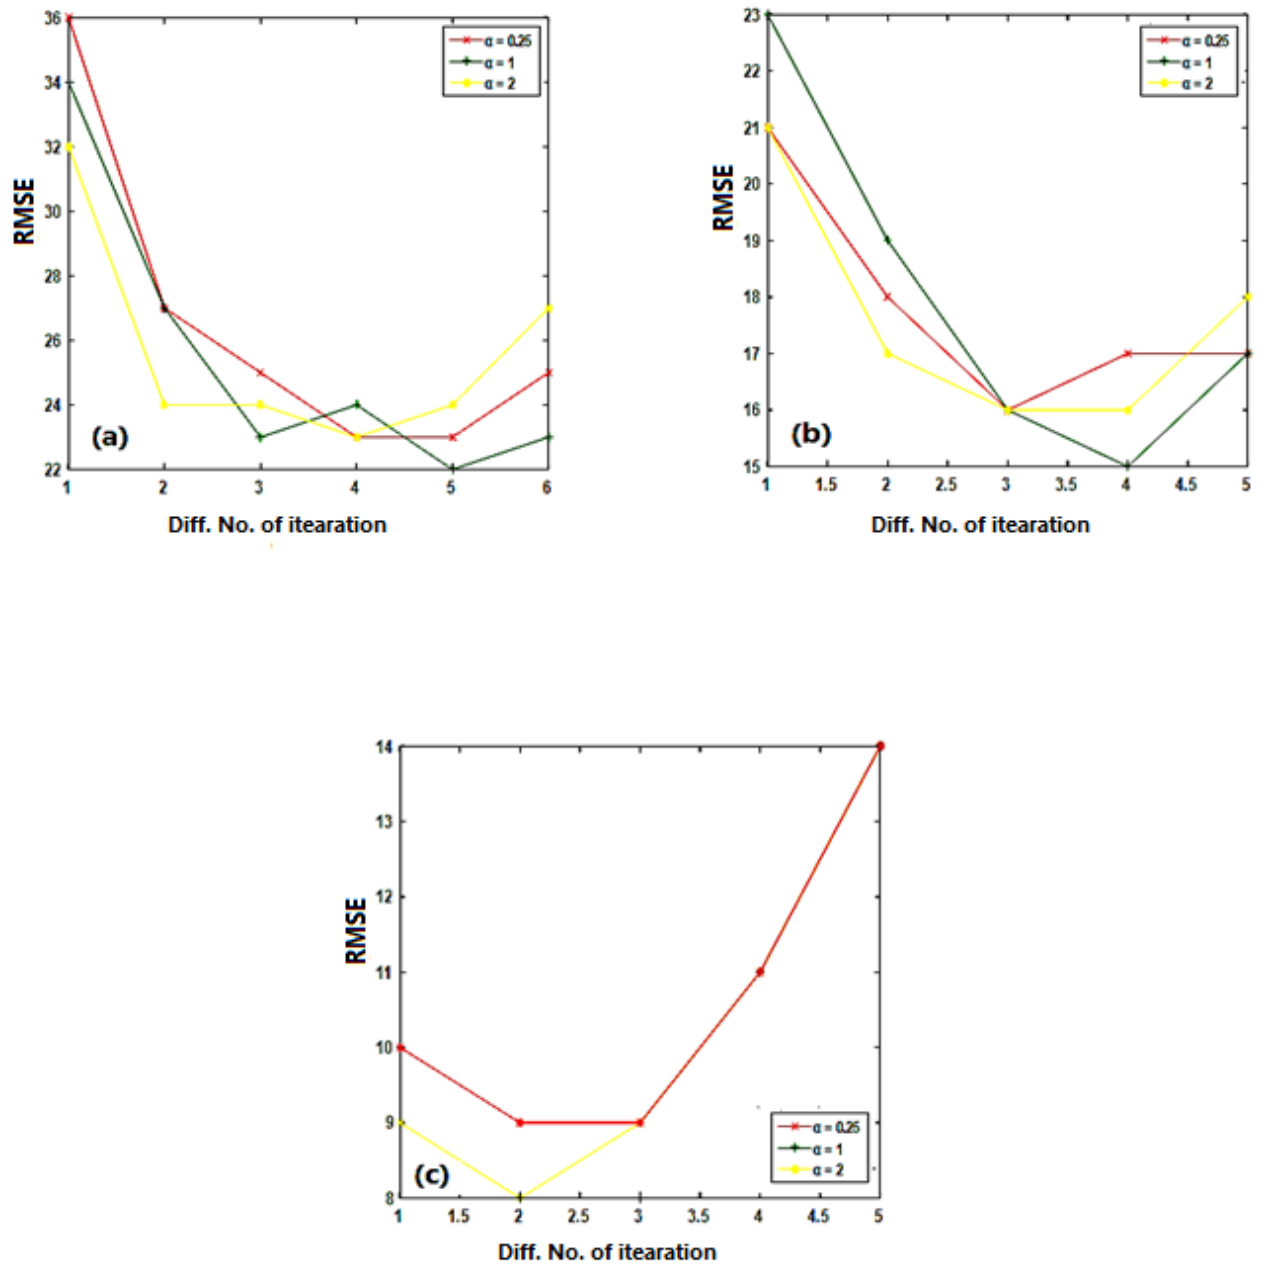 36
34
32
30
28
26
24
22
RMSE
α = 0.25
α = 1
α = 2
(a)
1 2 3 4 5 6
Diff. No. of itearation
23
22
21
20
19
18
17
16
15
RMSE
α = 0.25
α = 1
α = 2
(b)
1 1.5 2 2.5 3 3.5 4 4.5 5
Diff. No. of itearation
14
13
12
11
10
9
8
RMSE
α = 0.25
α = 1
α = 2
(c)
1 1.5 2 2.5 3 3.5 4 4.5 5
Diff. No. of itearation